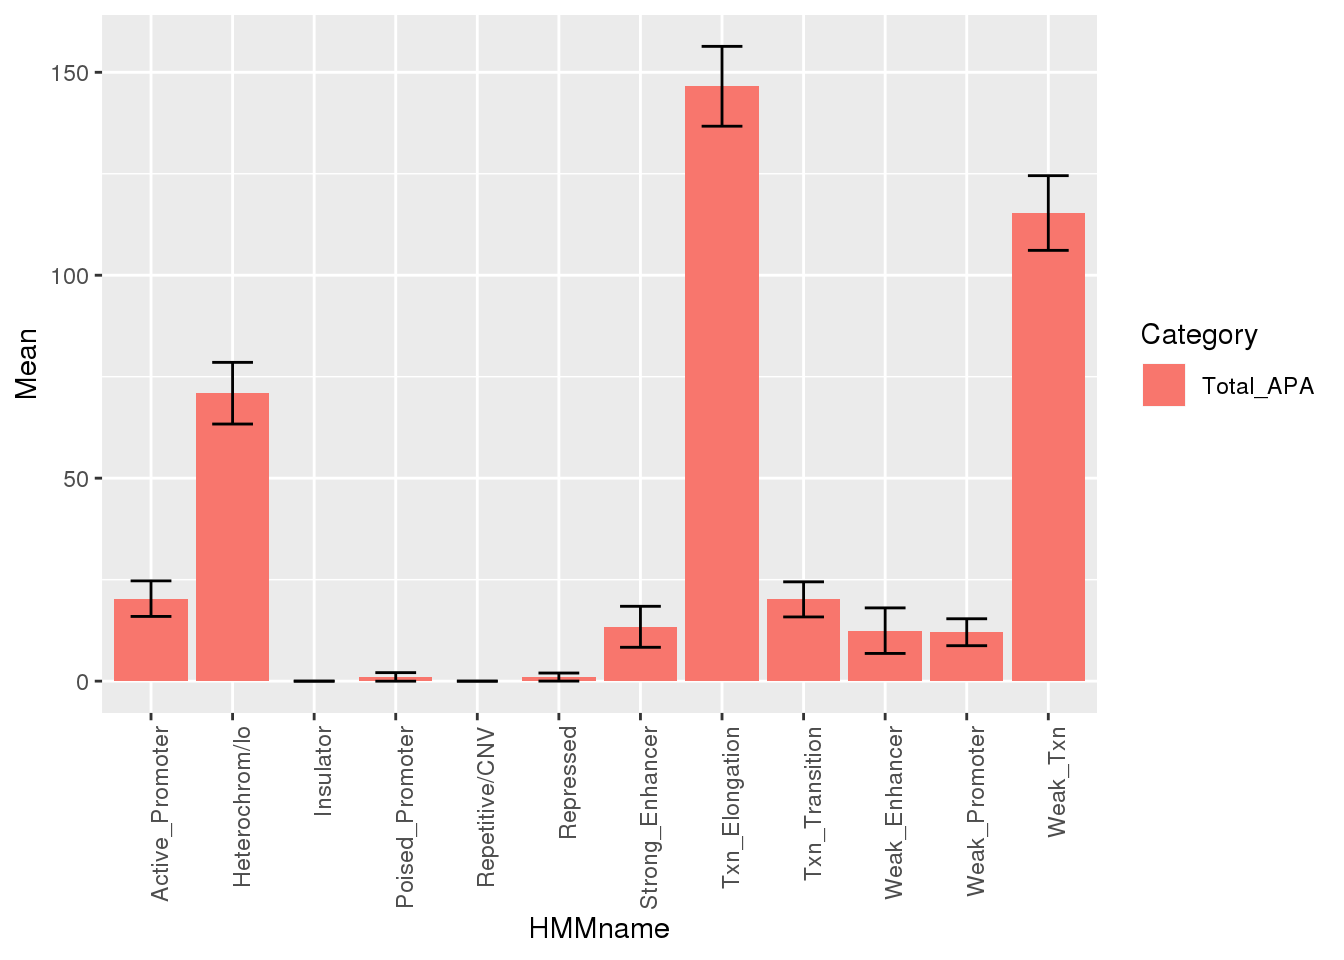 150
100
50
0
Mean
Active_Promoter
Heterochrom/lo
Insulator
Poised_Promoter
Repetitive/CNV
Repressed
Strong_Enhancer
Txn_Elongation
Txn_Transition
Weak_Enhancer
Weak_Promoter
Weak_Txn
HMMname
Category
Total_APA